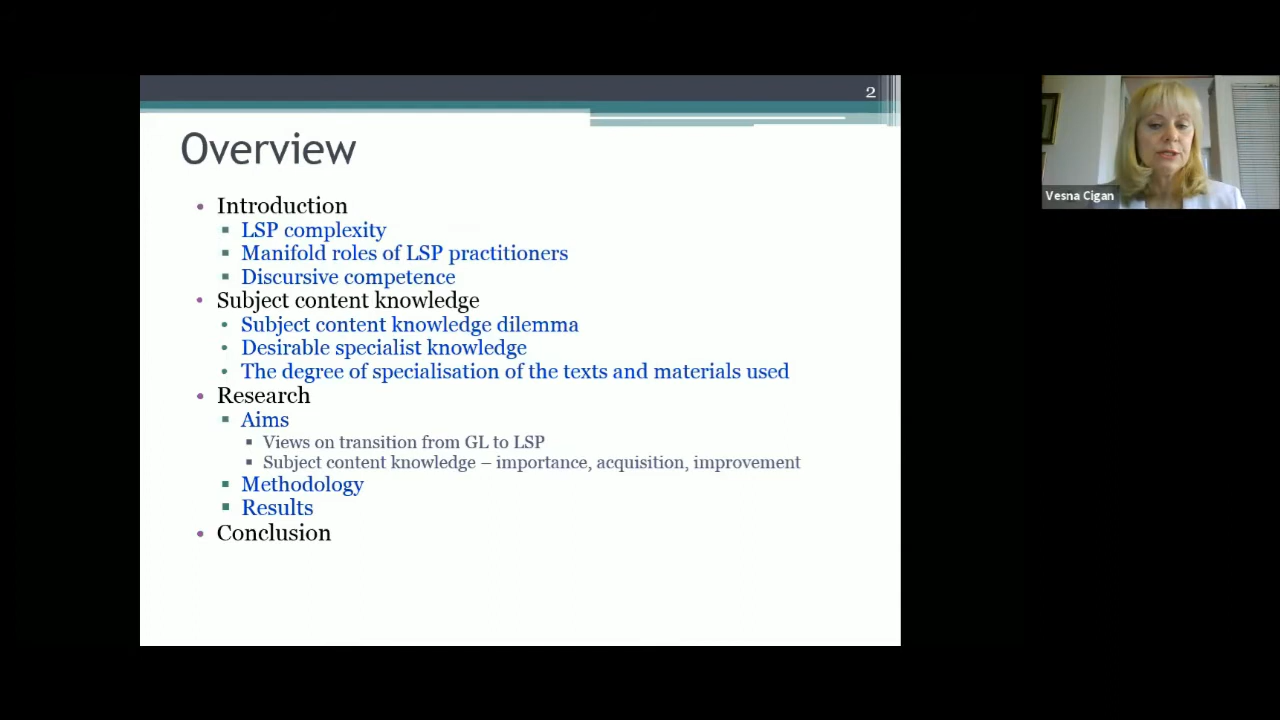 2
Overview
Introduction
LSP complexity
Manifold roles of LSP practitioners
Discursive competence
Subject content knowledge
Subject content knowledge dilemma
Desirable specialist knowledge
The degree of specialisation of the texts and materials used
Research
Aims
Views on transition from GL to LSP
Subject content knowledge – importance, acquisition, improvement
Methodology
Results
Conclusion
Vesna Cigan